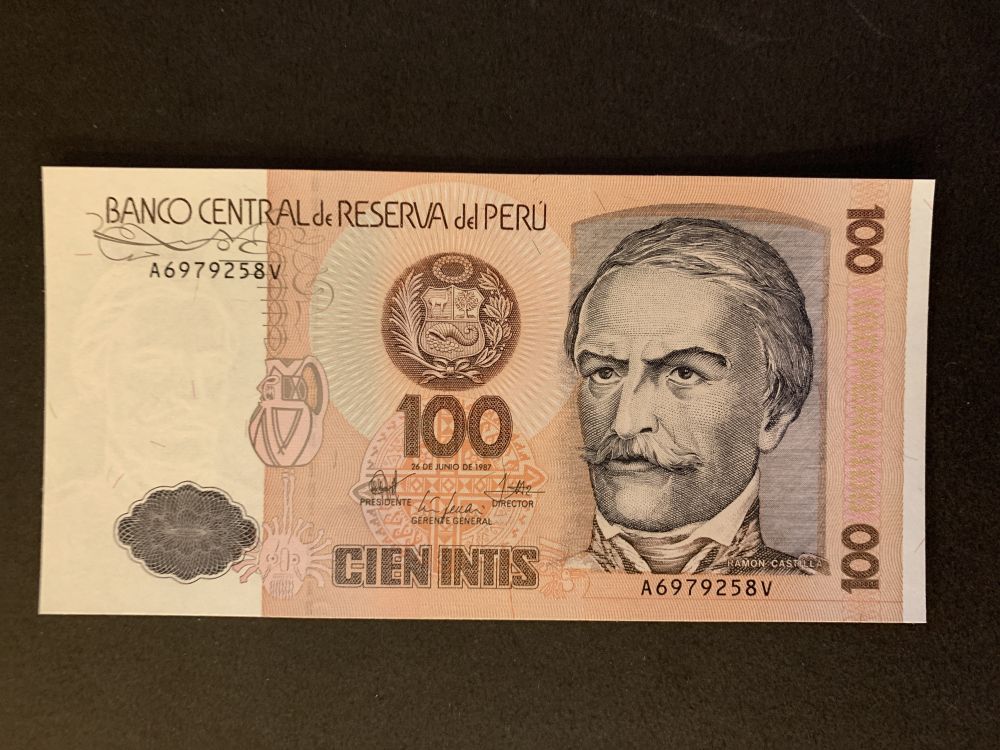 BANCO CENTRAL de RESERVA del PERÚ
A6979258V
100
100
26 DE JUNIO DE 1987
PRESIDENTE
DIRECTOR
GERENTE GENERAL
CIEN INTIS
RAMON CASTILLA
A6979258V
100